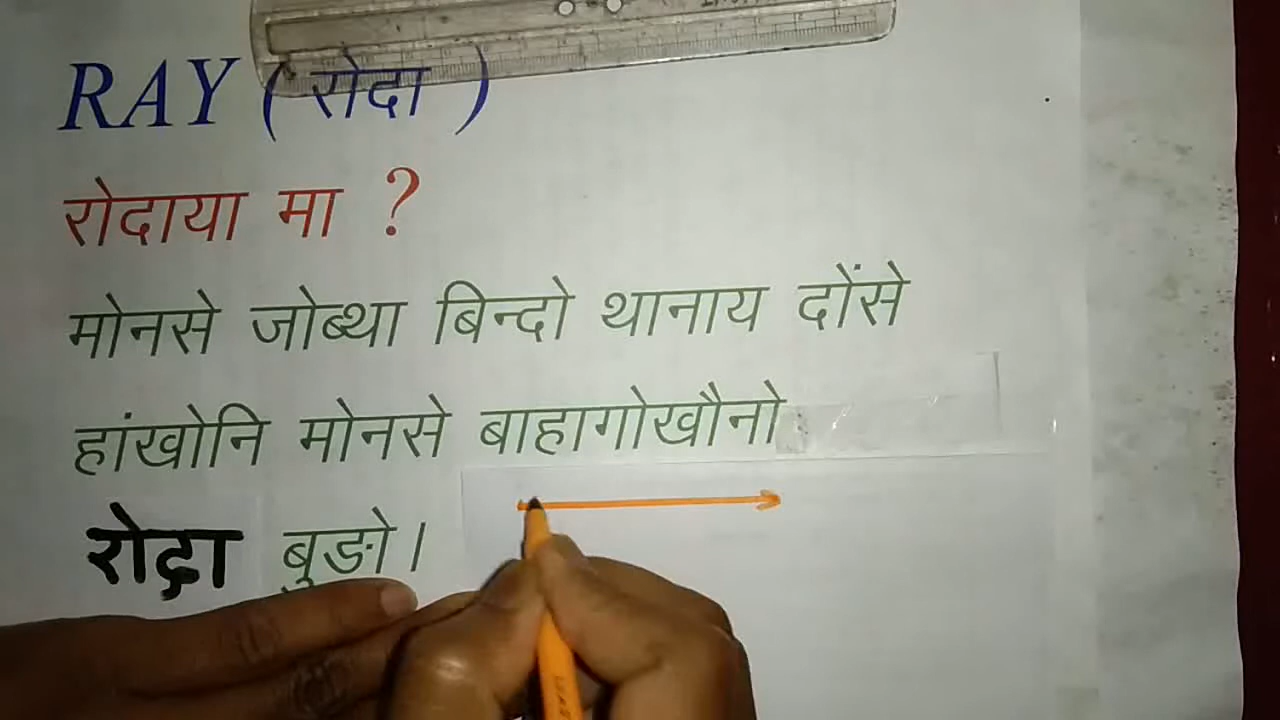 RAY ( रोदा )
रोदाया मा ?
मोनसे जोब्था बिन्दो थानाय दोंसे
हांखोनि मोनसे बाहागोखौनो
रोदा बुङो।